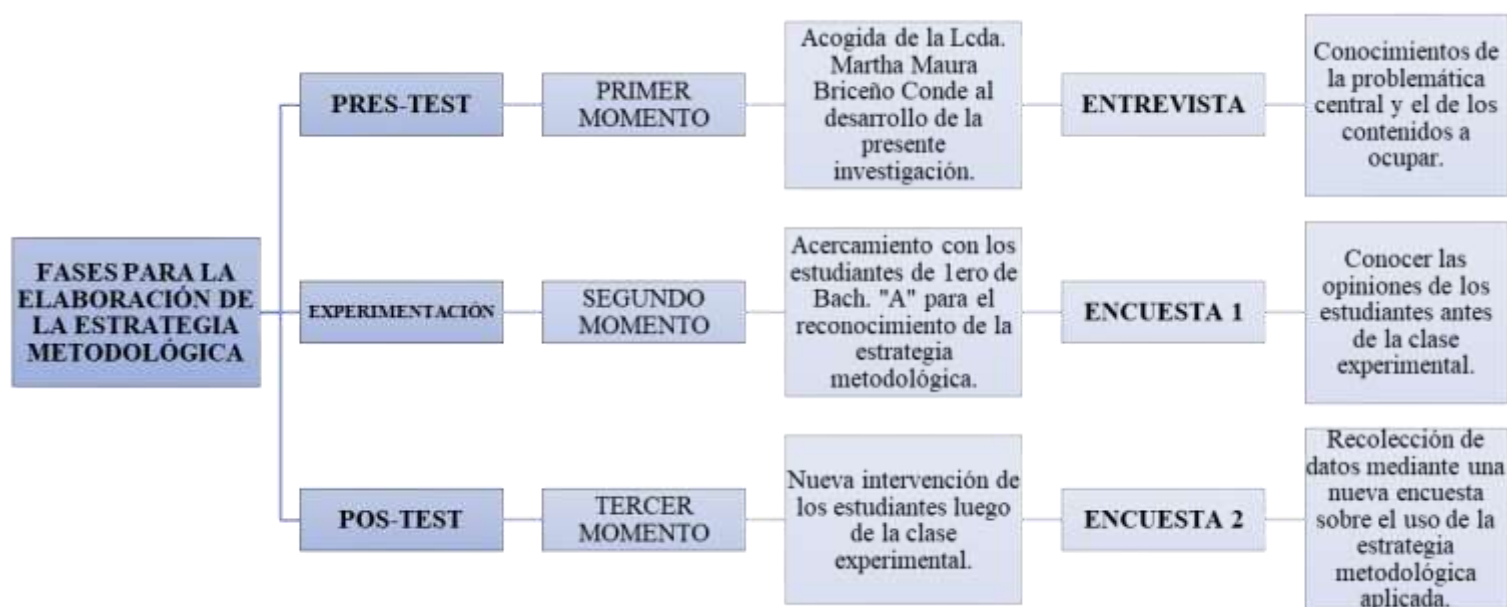 FASES PARA LA
ELABORACIÓN DE
LA ESTRATEGIA
METODOLÓGICA
PRES-TEST
PRIMER
MOMENTO
Acogida de la Lcda.
Martha Maura
Briceño Conde al
desarrollo de la
presente
investigación.
ENTREVISTA
Conocimientos de
la problemática
central y el de los
contenidos a
ocupar.
EXPERIMENTACIÓN
SEGUNDO
MOMENTO
Acercamiento con los
estudiantes de 1ero de
Bach. "A" para el
reconocimiento de la
estrategia
metodológica.
ENCUESTA 1
Conocer las
opiniones de los
estudiantes antes
de la clase
experimental.
POS-TEST
TERCER
MOMENTO
Nueva intervención de
los estudiantes luego
de la clase
experimental.
ENCUESTA 2
Recolección de
datos mediante una
nueva encuesta
sobre el uso de la
estrategia
metodológica
aplicada.